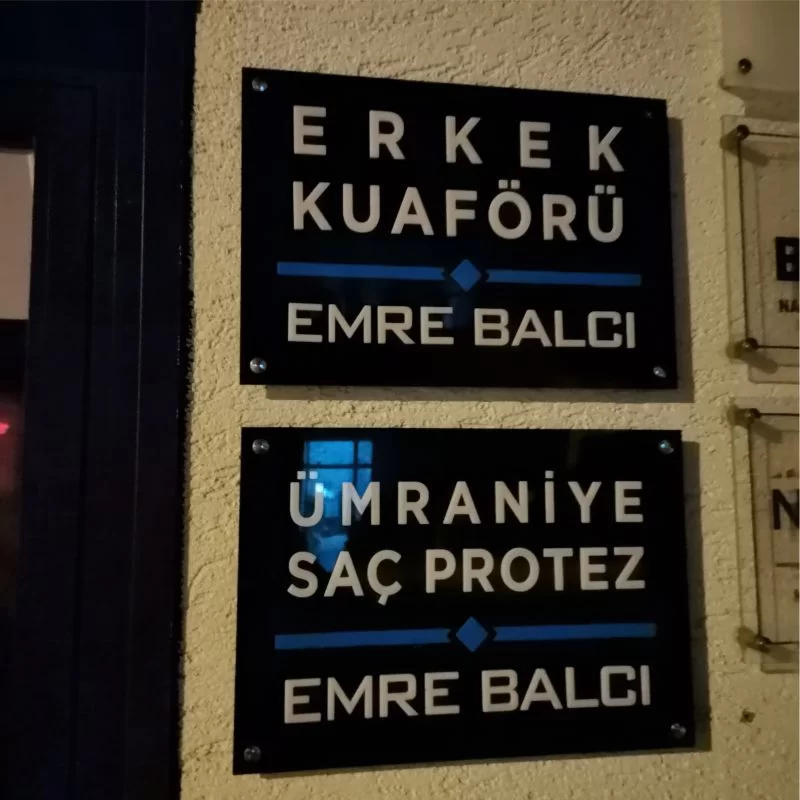 ERKEK
KUAFÖRÜ
EMRE BALCI
ÜMRANİYE
SAÇ PROTEZ
EMRE BALCI